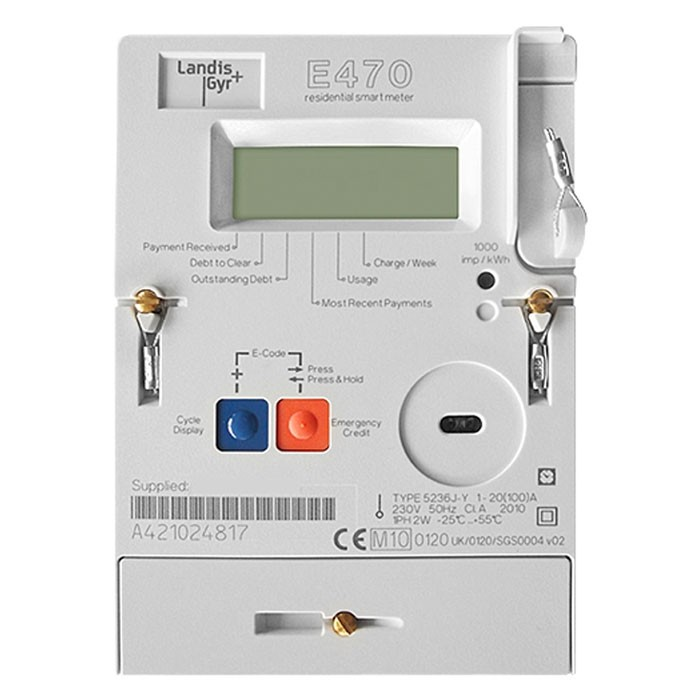 Landis
Gyr+
E470
residential smart meter
Payment Received
Debt to Clear
Outstanding Debt
Charge / Week
Usage
Most Recent Payments
1000
imp / kWh
E-Code
+
Press
Press & Hold
Cycle
Display
Emergency
Credit
Supplied:
A421024817
TYPE 5236J-Y 1-20(100)A
230V 50Hz Cl.A 2010
1PH 2W -25°C...+55°C
CE M10 0120 UK/0120/SGS0004 v02